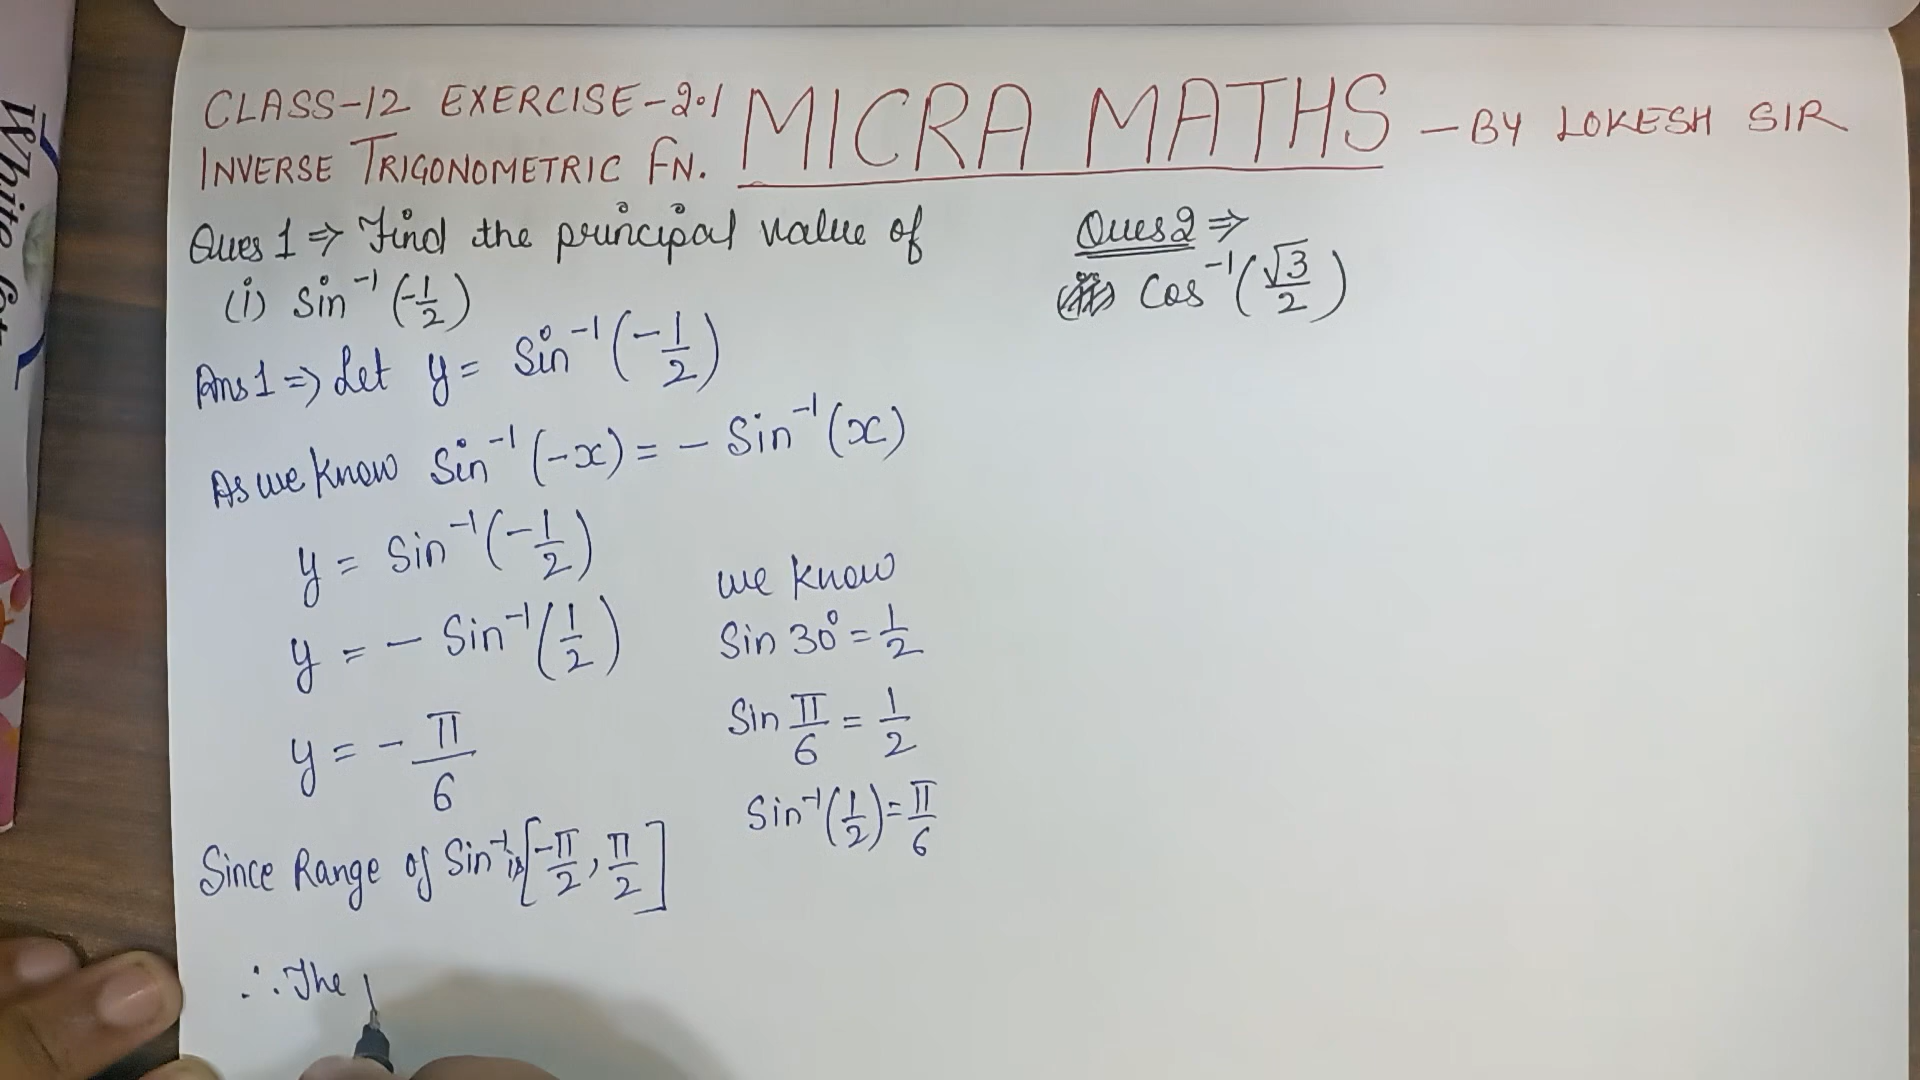 CLASS-12 EXERCISE-2.1 MICRA MATHS - BY LOKESH SIR
INVERSE TRIGONOMETRIC FN.
Ques 1 ⇒ Find the principal value of
(i) Sin⁻¹ (-1/2)
Ans 1 ⇒ Let y = Sin⁻¹ (-1/2)
As we know Sin⁻¹ (-x) = - Sin⁻¹ (x)
y = Sin⁻¹ (-1/2)
y = - Sin⁻¹ (1/2)
y = - π/6
Since Range of Sin⁻¹ is [-π/2, π/2]
∴ The
we know
Sin 30° = 1/2
Sin π/6 = 1/2
Sin⁻¹ (1/2) = π/6
Ques 2 ⇒
Cos⁻¹ (√3/2)
White